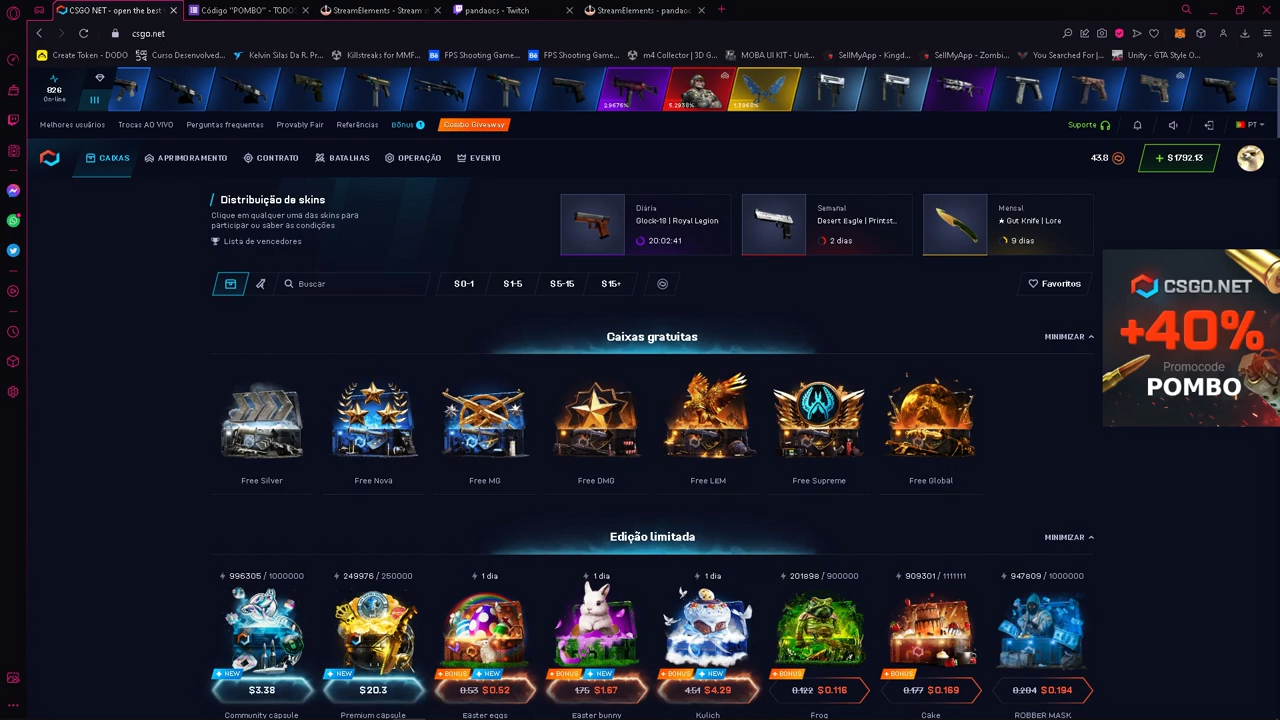 CSGO.NET - open the best
Código "POMBO" - TODO
StreamElements - Stream
pandaocs - Twitch
StreamElements - pandaoc
csgo.net
Create Token - DODO
Curso Desenvolved...
Kelvin Silas Da R. Pr...
Killstreaks for MMF...
FPS Shooting Game...
FPS Shooting Game...
m4 Collector | 3D G...
MOBA UI KIT - Unit...
SellMyApp - Kingd...
SellMyApp - Zombi...
You Searched For |...
Unity - GTA Style O...
826
On-line
2.9676%
5.2938%
Melhores usuários
Trocas AO VIVO
Perguntas frequentes
Provably Fair
Referências
Bônus
Combo Giveaway
Suporte
PT
CAIXAS
APRIMORAMENTO
CONTRATO
BATALHAS
OPERAÇÃO
EVENTO
43.8
+ $ 1792.13
Distribuição de skins
Clique em qualquer uma das skins para
participar ou saber as condições
Lista de vencedores
Diária
Glock-18 | Royal Legion
20:02:41
Semanal
Desert Eagle | Printst...
2 dias
Mensal
★ Gut Knife | Lore
9 dias
Buscar
$ 0-1
$ 1-5
$ 5-15
$ 15+
Favoritos
CSGO.NET
+40%
Promocode
POMBO
Caixas gratuitas
MINIMIZAR
Free Silver
Free Nova
Free MG
Free DMG
Free LEM
Free Supreme
Free Global
Edição limitada
MINIMIZAR
996305 / 1000000
249976 / 250000
1 dia
1 dia
1 dia
201898 / 900000
909301 / 1111111
947809 / 1000000
NEW
NEW
+ BONUS
NEW
+ BONUS
NEW
+ BONUS
NEW
+ BONUS
+ BONUS
$3.38
$20.3
0.53 $0.52
1.75 $1.67
4.51 $4.29
0.122 $0.116
0.177 $0.169
0.204 $0.194
Community capsule
Premium capsule
Easter eggs
Easter bunny
Kulich
Frog
Cake
ROBBER MASK